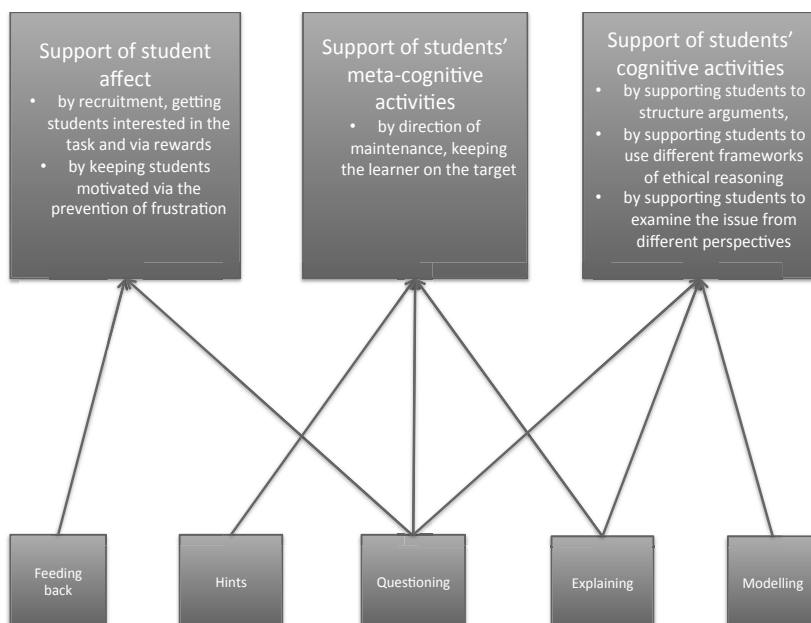 Support of student
affect
• by recruitment, getting
students interested in the
task and via rewards
• by keeping students
motivated via the
prevention of frustration
Support of students’
meta-cognitive
activities
• by direction of
maintenance, keeping
the learner on the target
Support of students’
cognitive activities
• by supporting students to
structure arguments,
• by supporting students to
use different frameworks
of ethical reasoning
• by supporting students to
examine the issue from
different perspectives
Feeding
back
Hints
Questioning
Explaining
Modelling